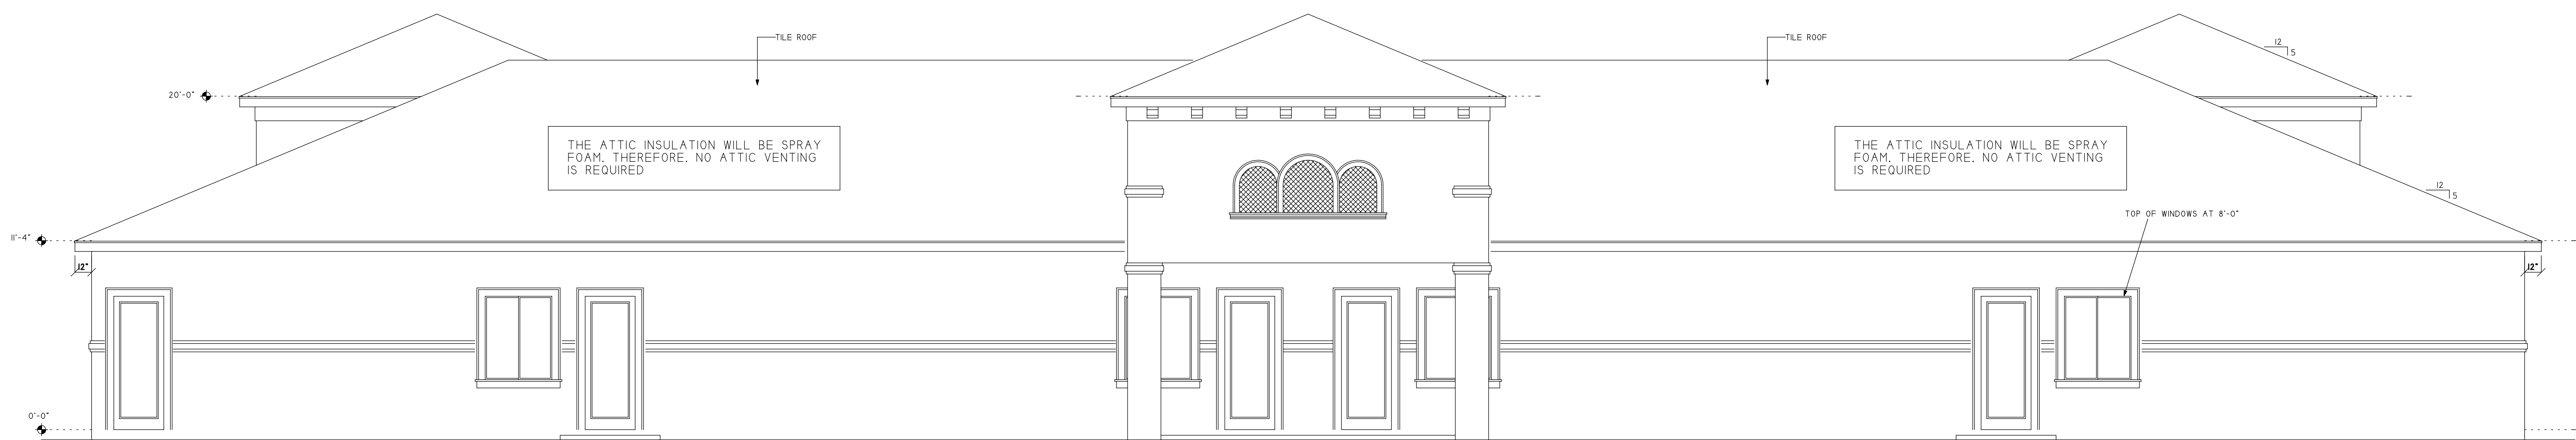 TILE ROOF
TILE ROOF
12
5
20'-0"
THE ATTIC INSULATION WILL BE SPRAY
FOAM. THEREFORE, NO ATTIC VENTING
IS REQUIRED
THE ATTIC INSULATION WILL BE SPRAY
FOAM. THEREFORE, NO ATTIC VENTING
IS REQUIRED
12
5
TOP OF WINDOWS AT 8'-0"
11'-4"
12"
12"
0'-0"